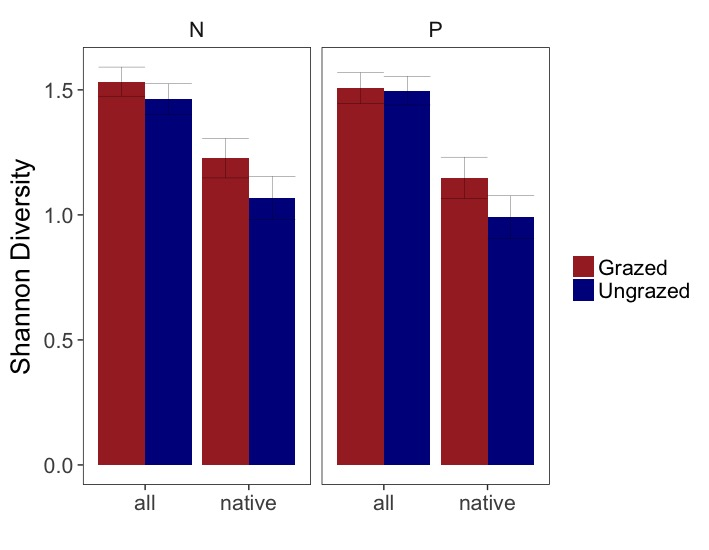 N
P
Shannon Diversity
1.5
1.0
0.5
0.0
all
native
all
native
Grazed
Ungrazed